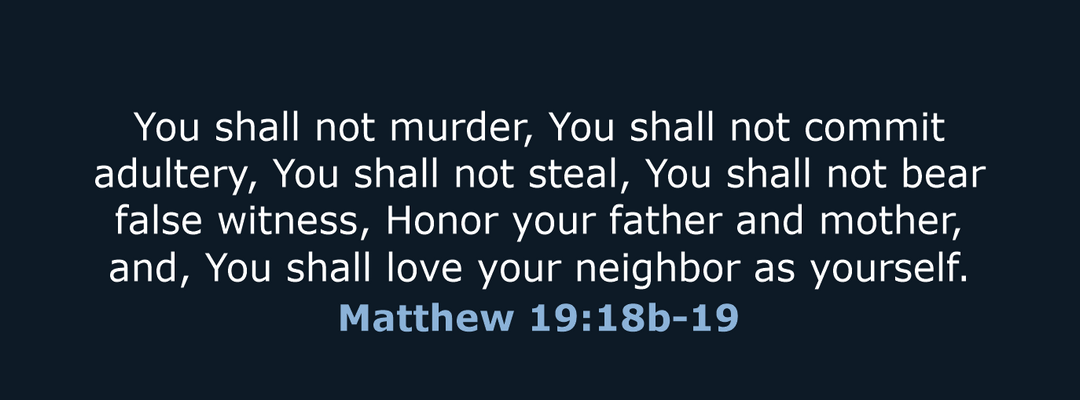 You shall not murder, You shall not commit
adultery, You shall not steal, You shall not bear
false witness, Honor your father and mother,
and, You shall love your neighbor as yourself.
Matthew 19:18b-19